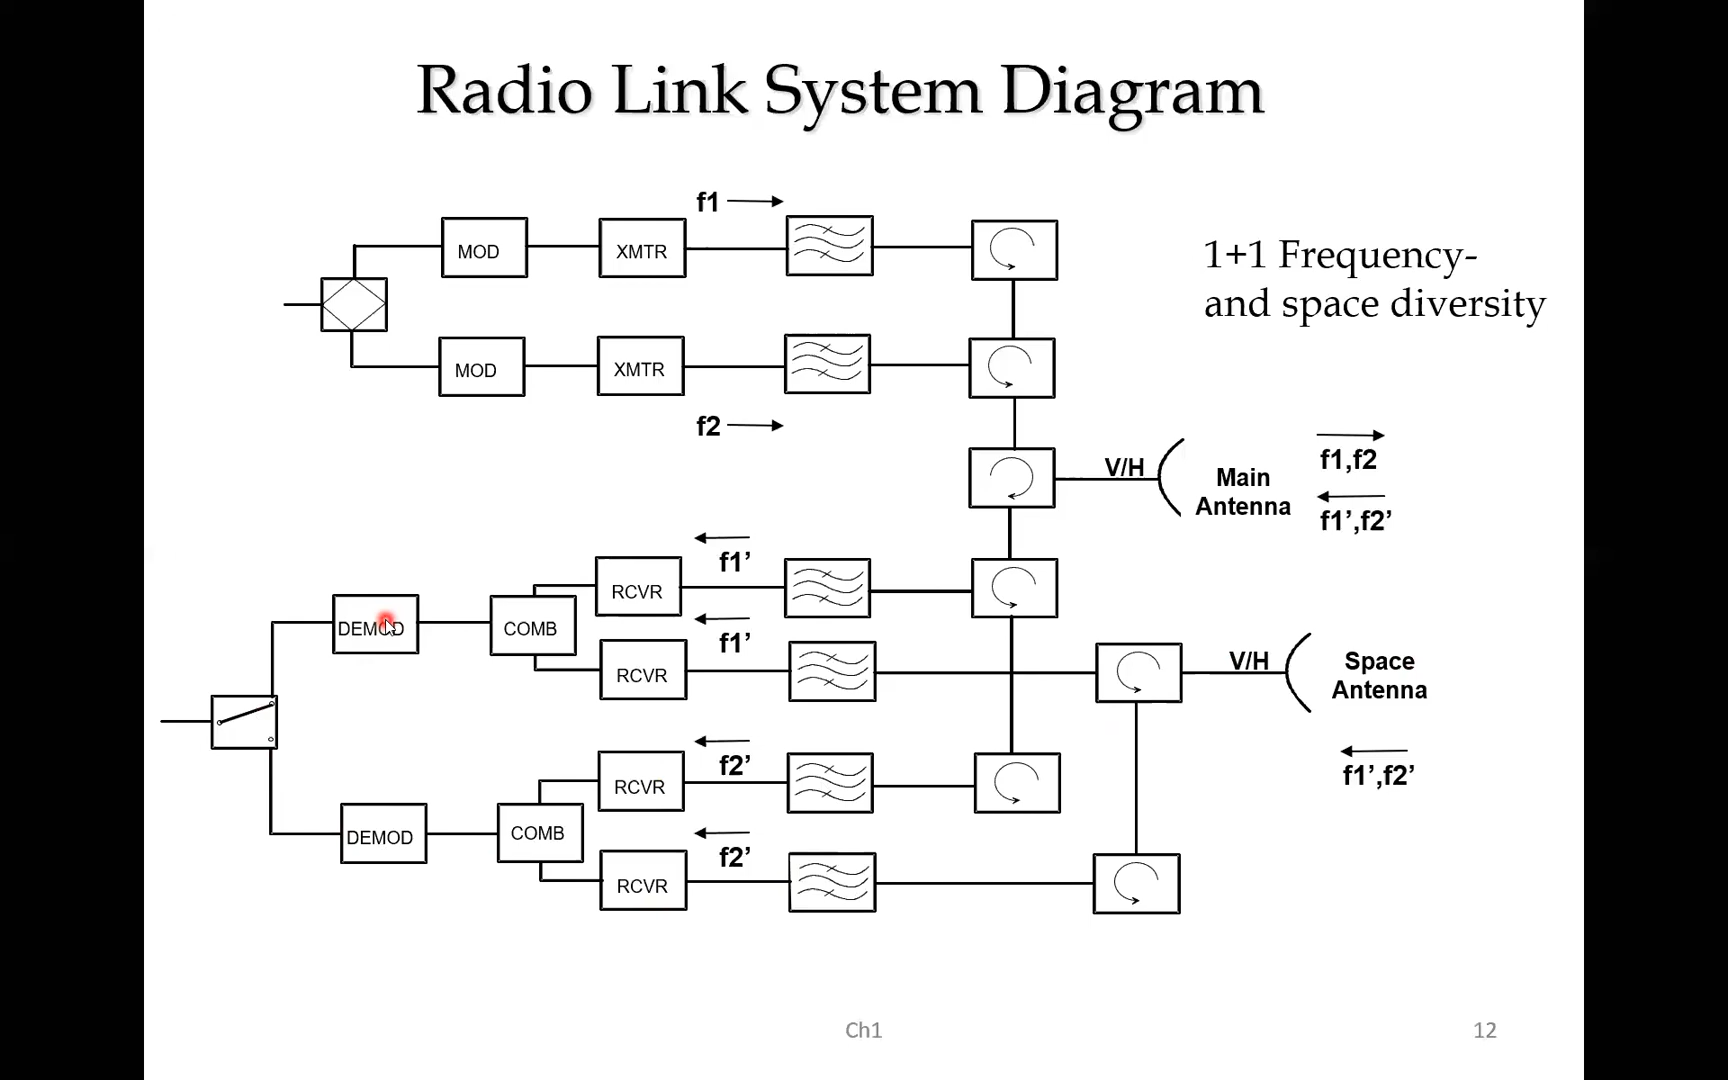 Radio Link System Diagram
f1
MOD
XMTR
1+1 Frequency-
and space diversity
MOD
XMTR
f2
V/H
Main
Antenna
f1,f2
f1’,f2’
f1’
RCVR
DEMOD
COMB
f1’
RCVR
V/H
Space
Antenna
f2’
RCVR
f1’,f2’
DEMOD
COMB
f2’
RCVR
Ch1
12